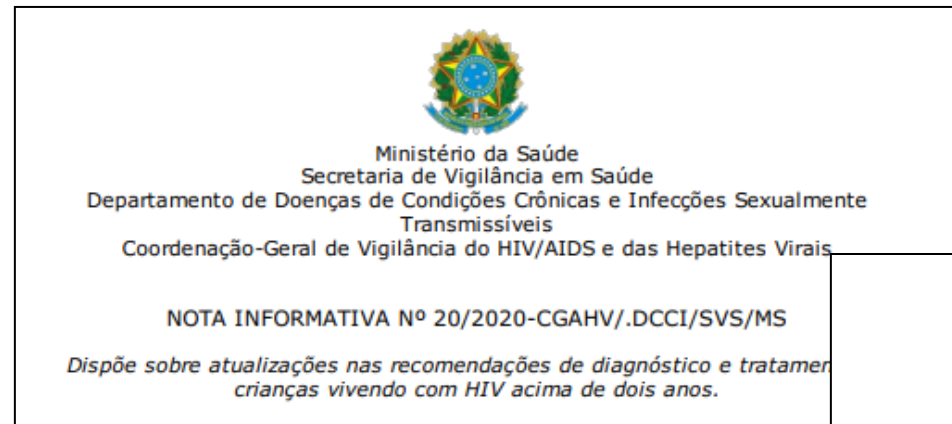 Ministério da Saúde
Secretaria de Vigilância em Saúde
Departamento de Doenças de Condições Crônicas e Infecções Sexualmente
Transmissíveis
Coordenação-Geral de Vigilância do HIV/AIDS e das Hepatites Virais
NOTA INFORMATIVA Nº 20/2020-CGAHV/.DCCI/SVS/MS
Dispõe sobre atualizações nas recomendações de diagnóstico e
crianças vivendo com HIV acima de dois anos.